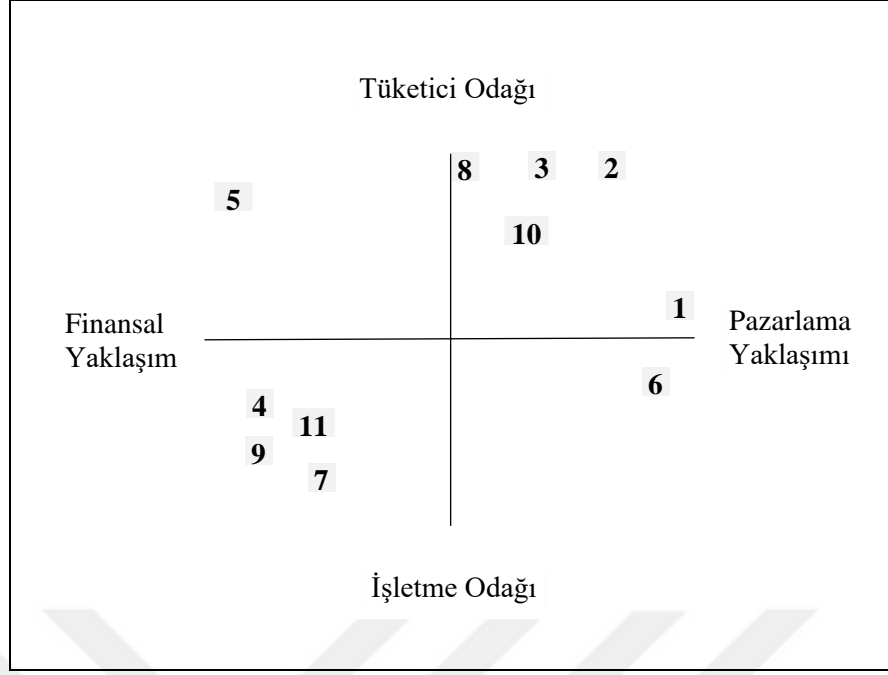 Tüketici Odağı
8 3 2
5
10
1
Finansal
Yaklaşım
Pazarlama
Yaklaşımı
6
4
11
9
7
İşletme Odağı